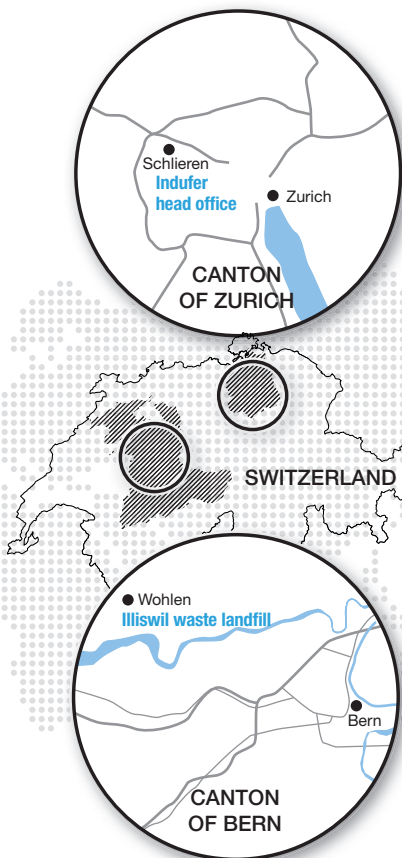 Schlieren
Indufer
head office
Zurich
CANTON
OF ZURICH
SWITZERLAND
Wohlen
Illiswil waste landfill
Bern
CANTON
OF BERN